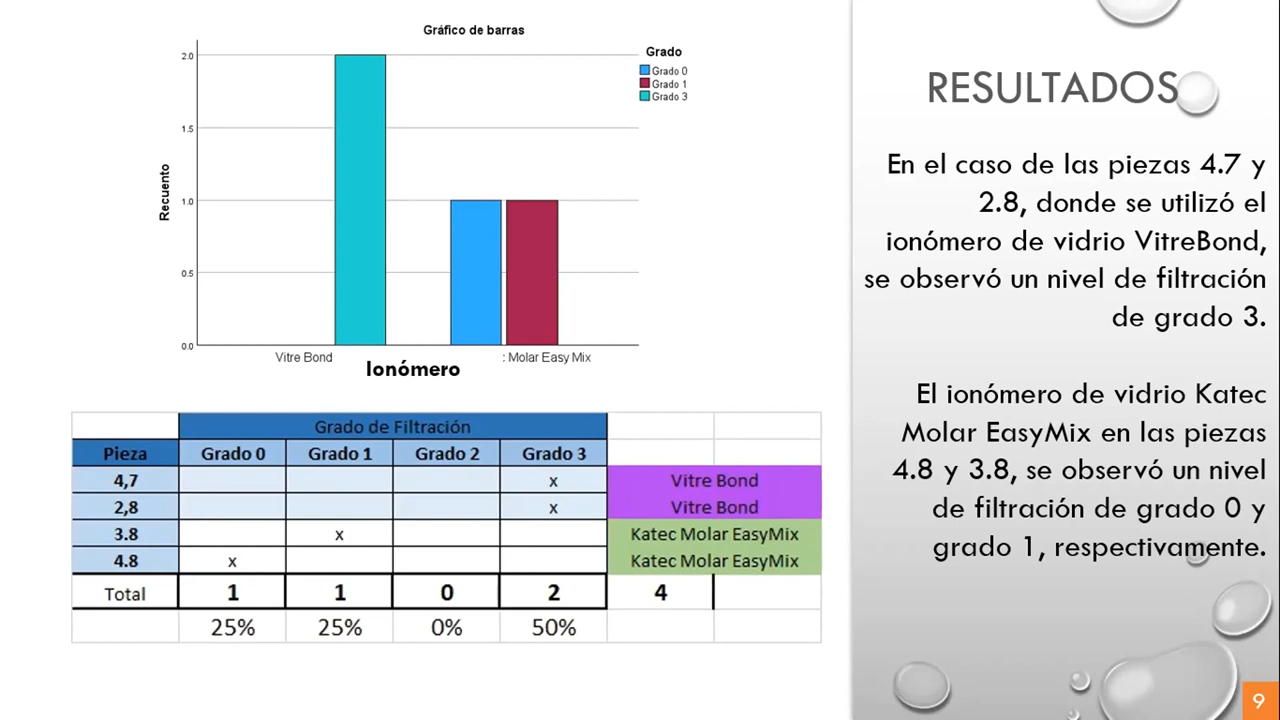 Gráfico de barras
Grado
Grado 0
Grado 1
Grado 3
2.0
1.5
1.0
0.5
0.0
Recuento
Vitre Bond
: Molar Easy Mix
Ionómero
Grado de Filtración
Pieza Grado 0 Grado 1 Grado 2 Grado 3
4,7 x Vitre Bond
2,8 x Vitre Bond
3.8 x Katec Molar EasyMix
4.8 x Katec Molar EasyMix
Total 1 1 0 2 4
25% 25% 0% 50%
RESULTADOS
En el caso de las piezas 4.7 y
2.8, donde se utilizó el
ionómero de vidrio VitreBond,
se observó un nivel de filtración
de grado 3.
El ionómero de vidrio Katec
Molar EasyMix en las piezas
4.8 y 3.8, se observó un nivel
de filtración de grado 0 y
grado 1, respectivamente.
9